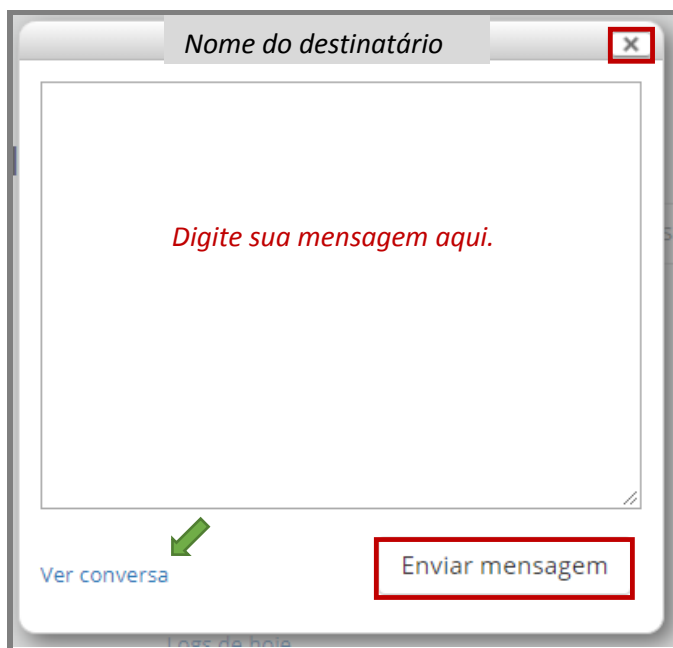 Nome do destinatário
Digite sua mensagem aqui.
Ver conversa
Enviar mensagem
Logs de hoje